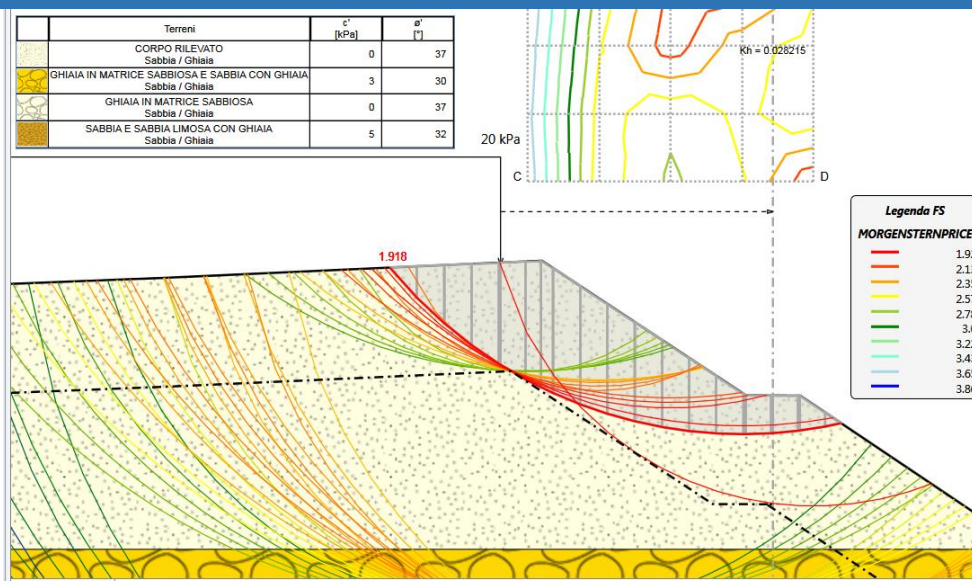 Terreni c' ø'
[kPa] [°]
CORPO RILEVATO
Sabbia / Ghiaia 0 37
GHIAIA IN MATRICE SABBIOSA E SABBIA CON GHIAIA
Sabbia / Ghiaia 3 30
GHIAIA IN MATRICE SABBIOSA
Sabbia / Ghiaia 0 37
SABBIA E SABBIA LIMOSA CON GHIAIA
Sabbia / Ghiaia 5 32
Kh = 0.028215
20 kPa
C D
Legenda FS
MORGENSTERNPRICE
1.918